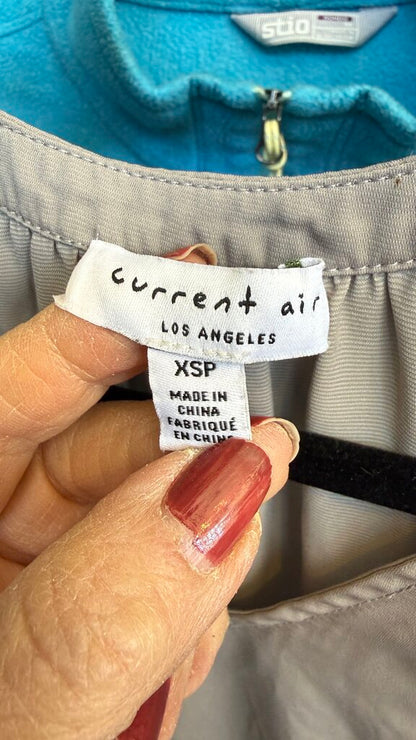 stio
current air
LOS ANGELES
XSP
MADE IN
CHINA
FABRIQUÉ
EN CHINE